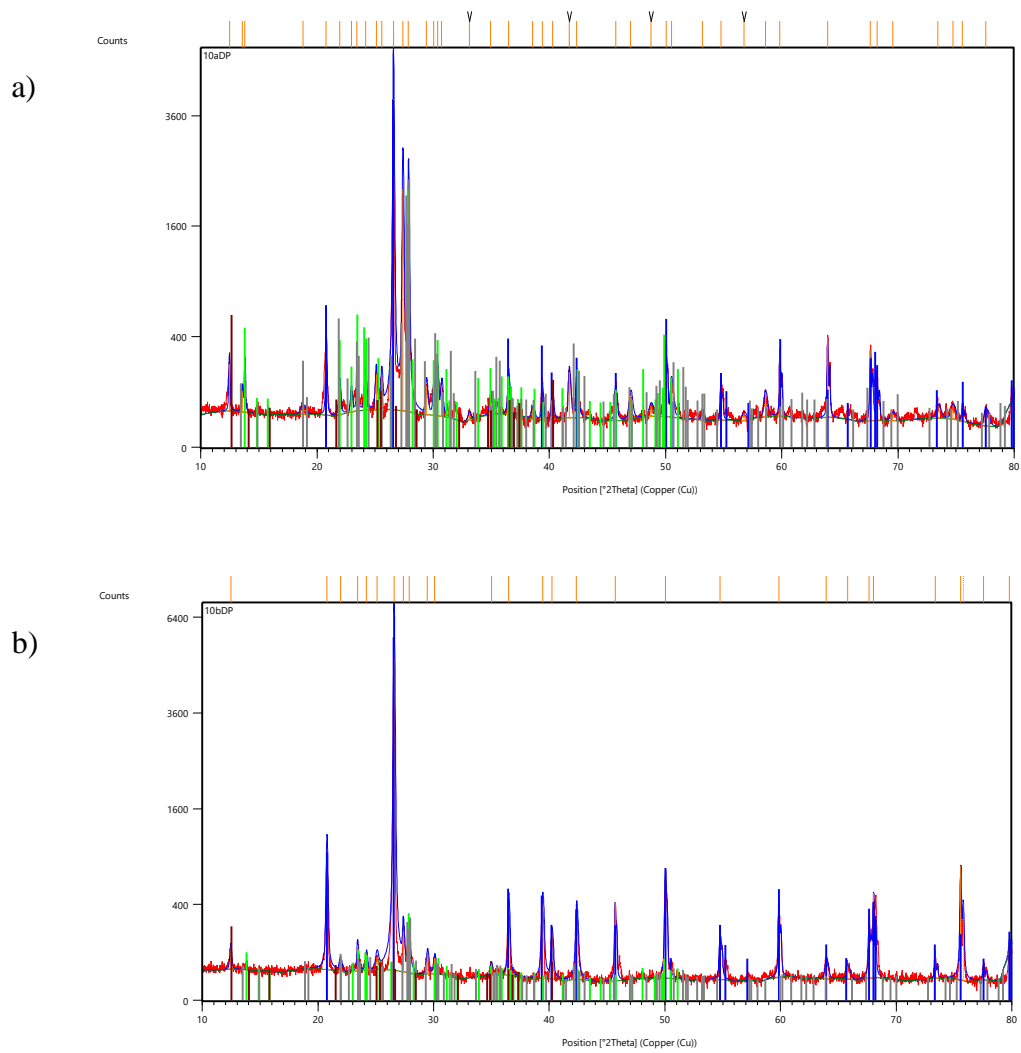 Counts
10aDP
a)
3600
1600
400
0
10 20 30 40 50 60 70 80
Position [°2Theta] (Copper (Cu))
Counts
10bDP
6400
b)
3600
1600
400
0
10 20 30 40 50 60 70 80
Position [°2Theta] (Copper (Cu))